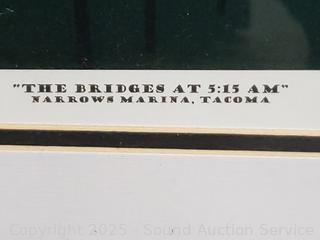 "THE BRIDGES AT 5:15 AM"
NARROWS MARINA, TACOMA
Copyright 2025 - Sound Auction Service